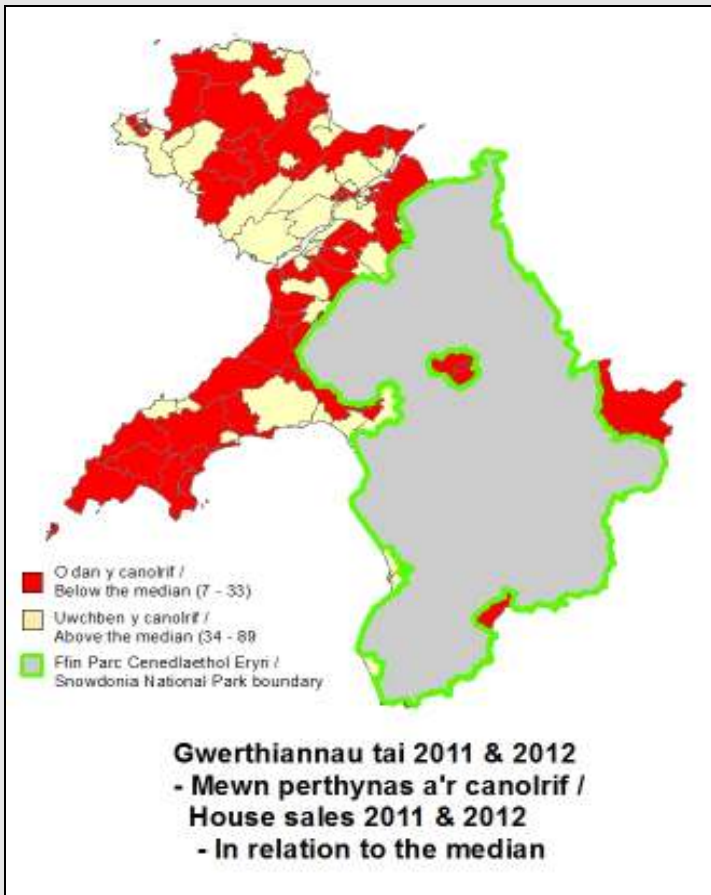 O dan y canolrif /
Below the median (7 - 33)
Uwchben y canolrif /
Above the median (34 - 89
Ffin Parc Cenedlaethol Eryri /
Snowdonia National Park boundary
Gwerthiannau tai 2011 & 2012
- Mewn perthynas a'r canolrif /
House sales 2011 & 2012
- In relation to the median